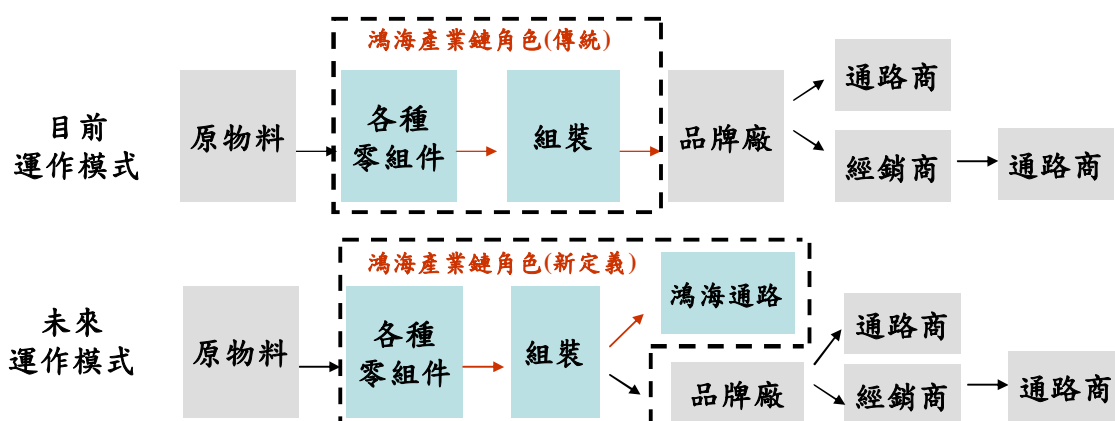 鴻海產業鏈角色(傳統)
目前
運作模式
原物料
各種
零組件
組裝
品牌廠
通路商
經銷商
通路商
鴻海產業鏈角色(新定義)
未來
運作模式
原物料
各種
零組件
組裝
鴻海通路
品牌廠
通路商
經銷商
通路商